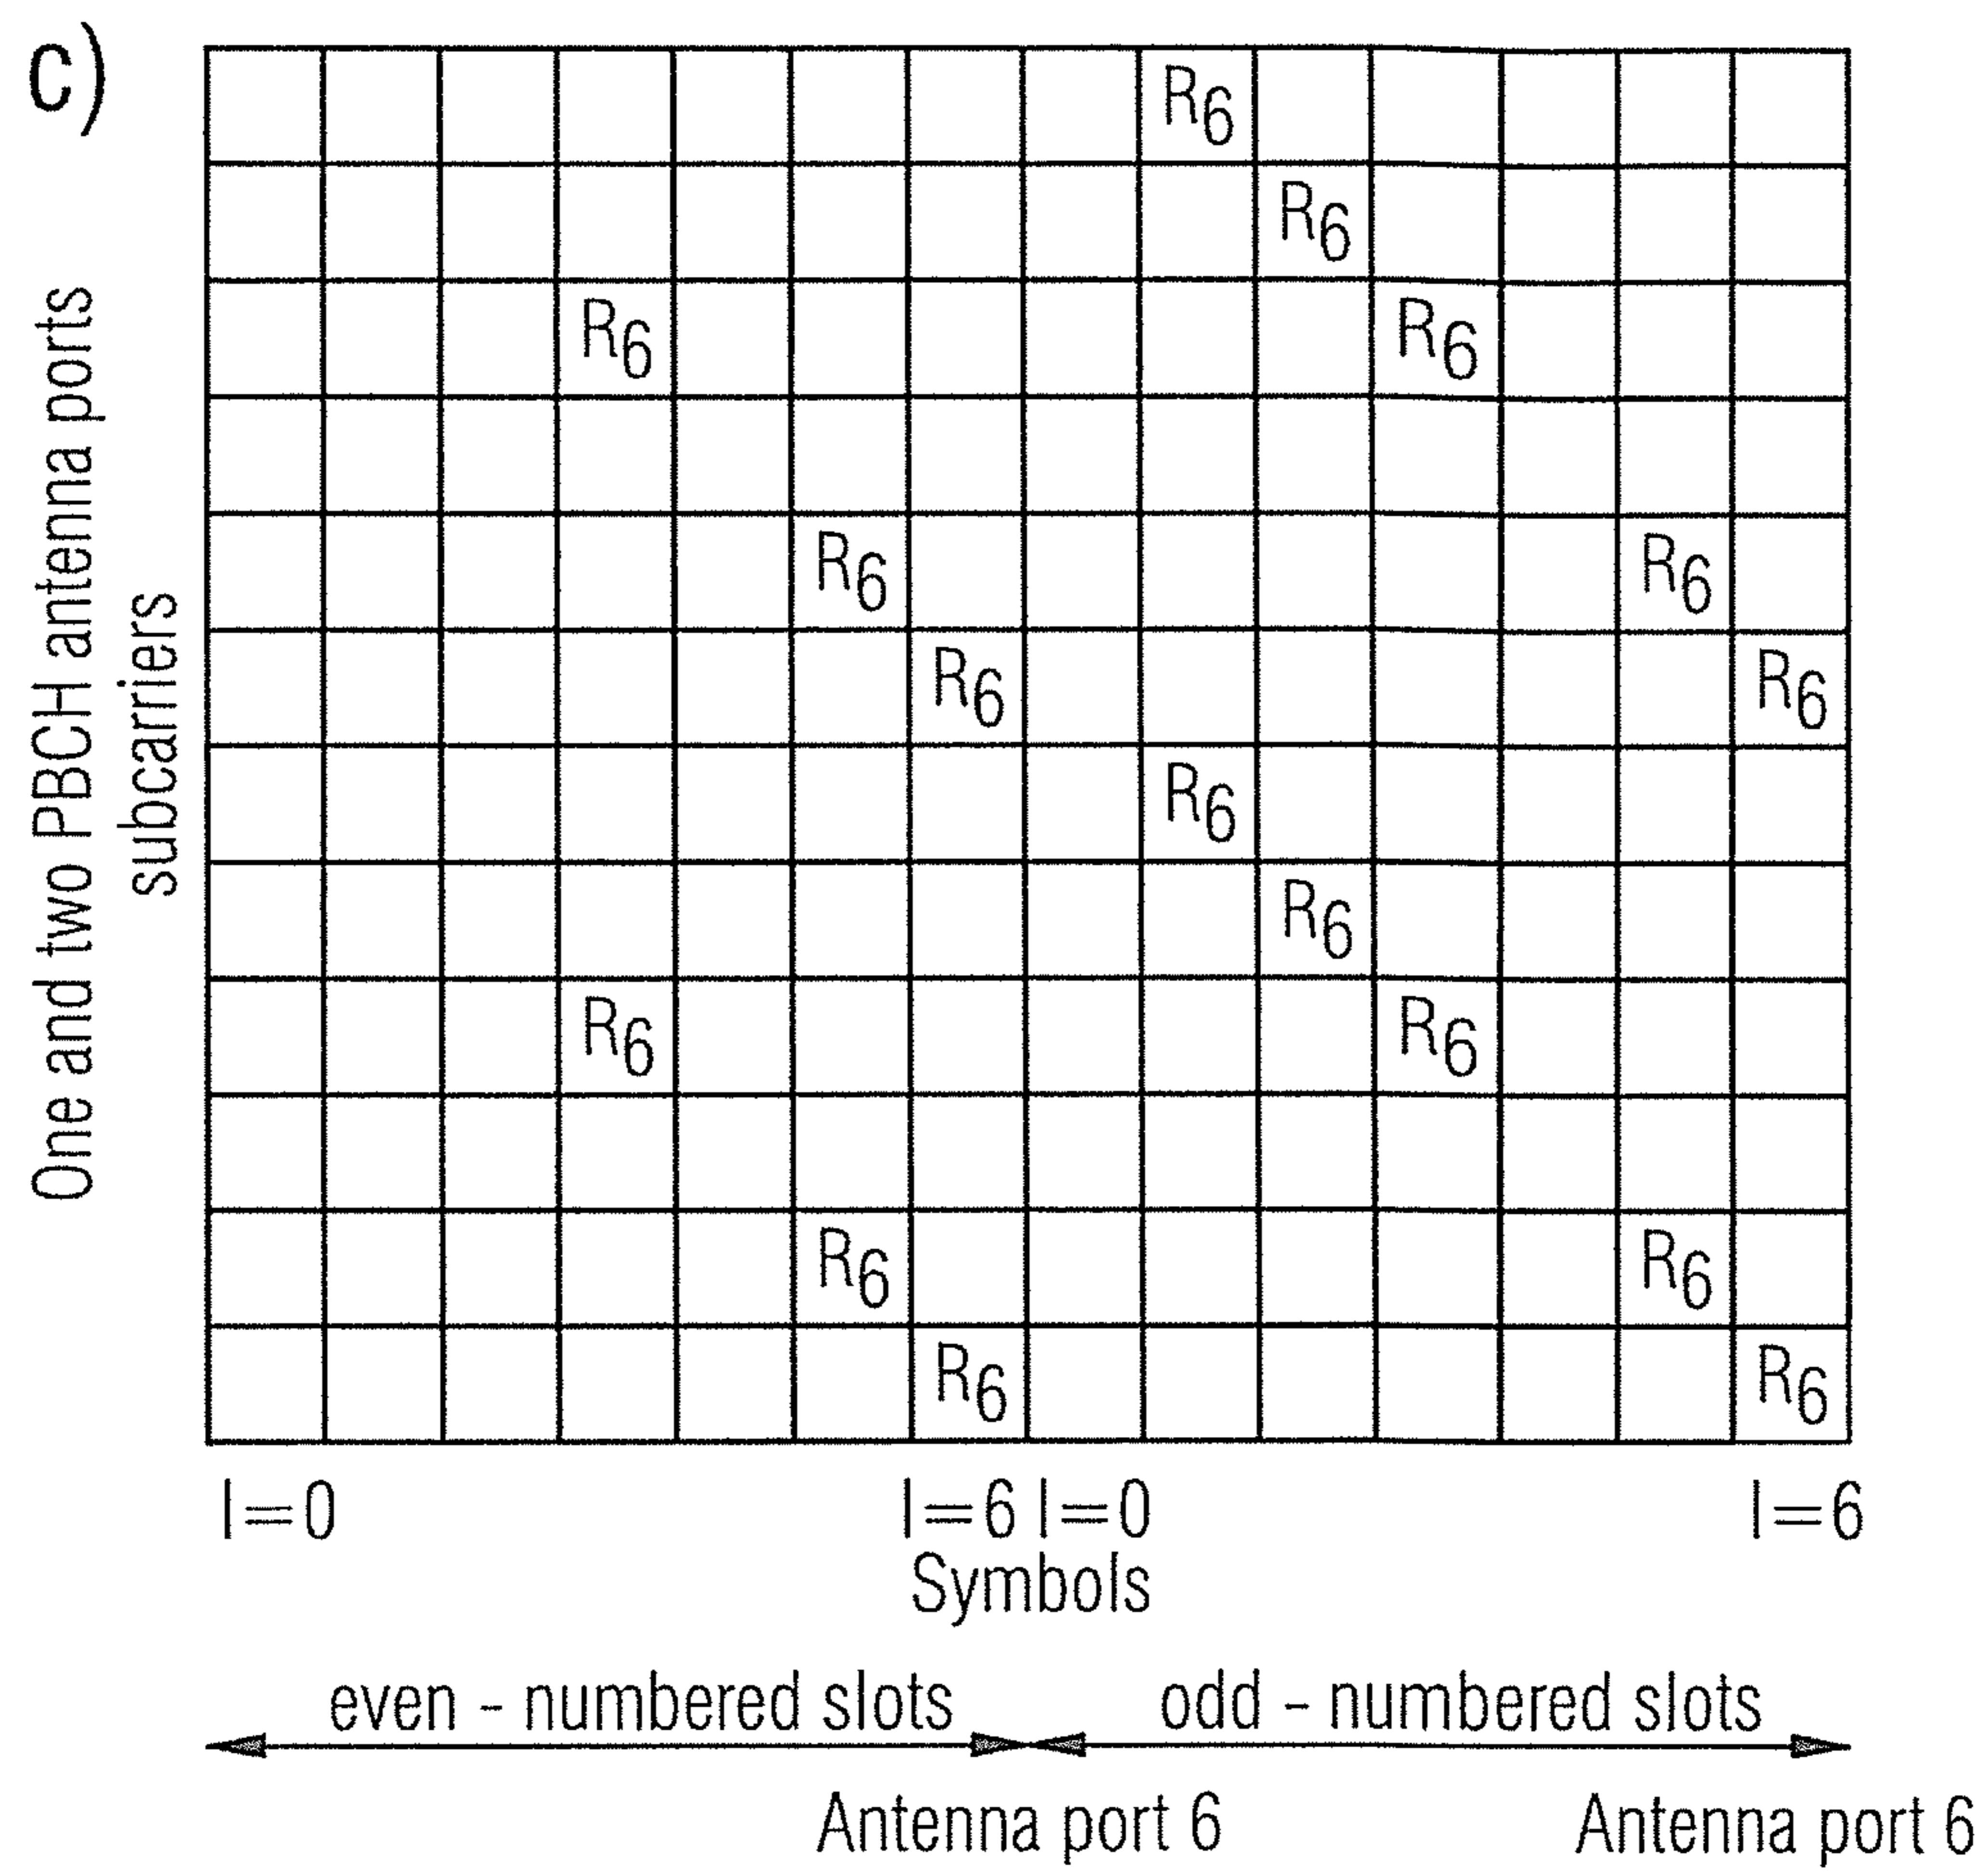 c)
One and two PBCH antenna ports
subcarriers
R6
R6
R6 R6
R6 R6
R6 R6
R6
R6
R6 R6
R6 R6
R6 R6
l=0 l=6 l=0 l=6
Symbols
even - numbered slots odd - numbered slots
Antenna port 6 Antenna port 6